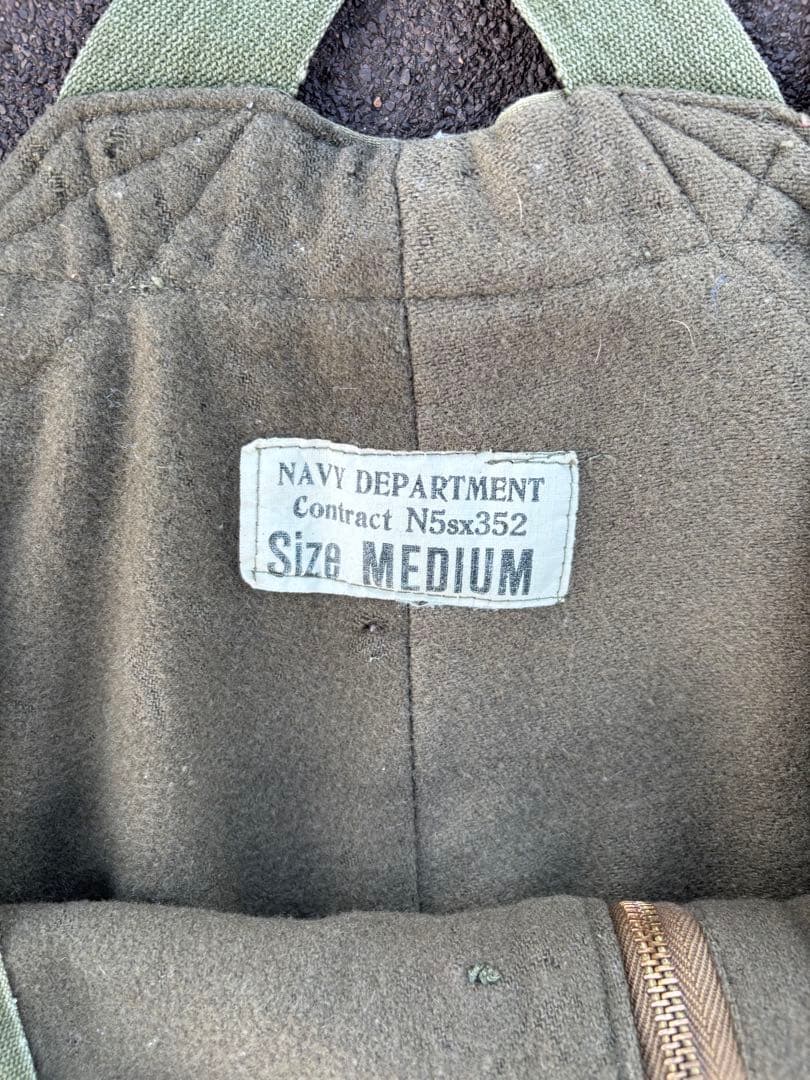 NAVY DEPARTMENT
Contract N5sx352
Size MEDIUM